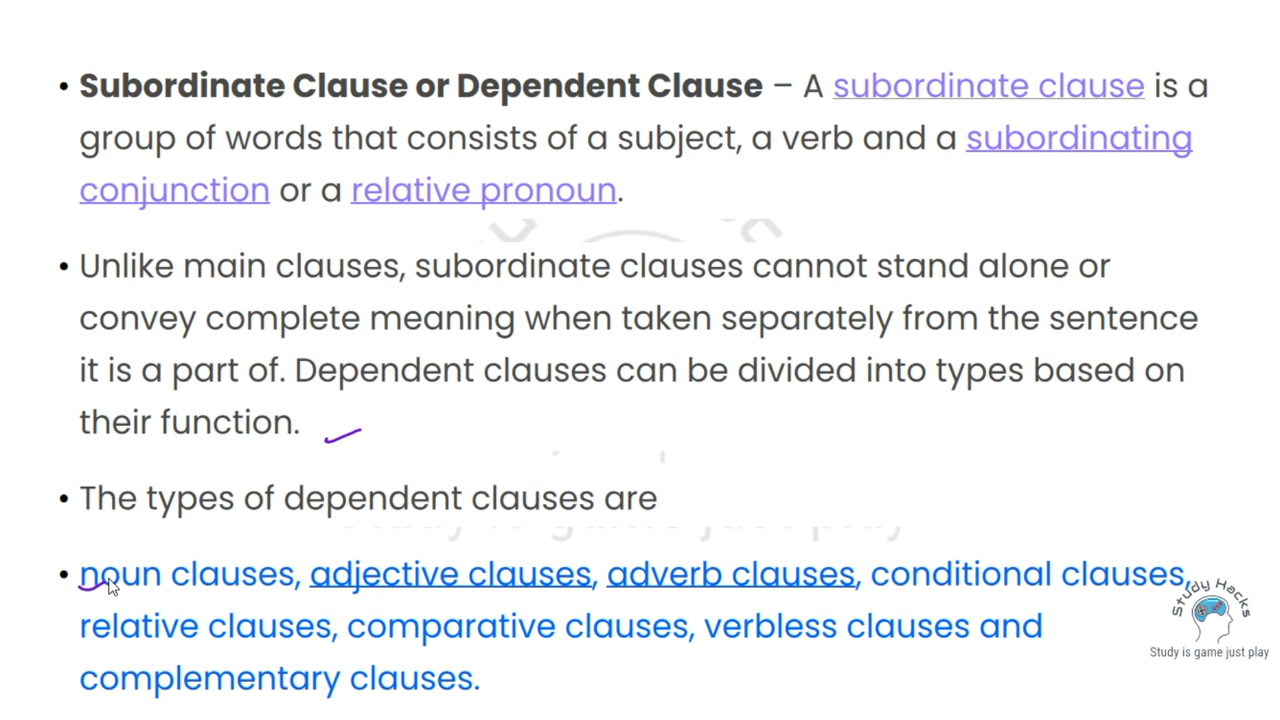 • Subordinate Clause or Dependent Clause – A subordinate clause is a
group of words that consists of a subject, a verb and a subordinating
conjunction or a relative pronoun.
• Unlike main clauses, subordinate clauses cannot stand alone or
convey complete meaning when taken separately from the sentence
it is a part of. Dependent clauses can be divided into types based on
their function.
• The types of dependent clauses are
• noun clauses, adjective clauses, adverb clauses, conditional clauses,
relative clauses, comparative clauses, verbless clauses and
complementary clauses.
Study Hacks
Study is game just play